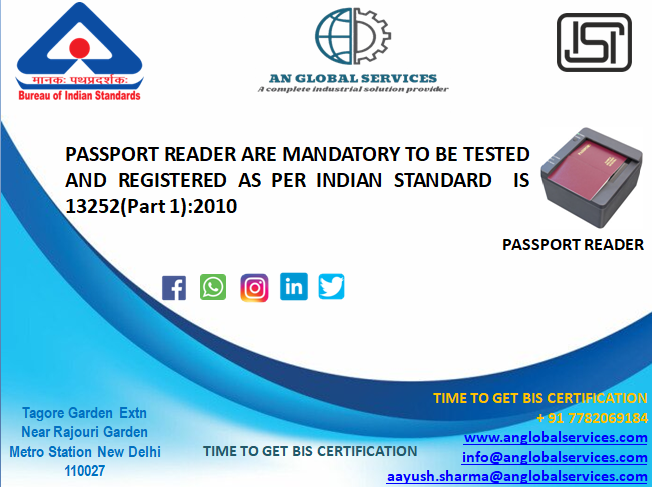 मानकः पथप्रदर्शकः
Bureau of Indian Standards
AN GLOBAL SERVICES
A complete industrial solution provider
ISI
PASSPORT READER ARE MANDATORY TO BE TESTED
AND REGISTERED AS PER INDIAN STANDARD IS
13252(Part 1):2010
PASSPORT READER
TIME TO GET BIS CERTIFICATION
+ 91 7782069184
www.anglobalservices.com
info@anglobalservices.com
aayush.sharma@anglobalservices.com
Tagore Garden Extn
Near Rajouri Garden
Metro Station New Delhi
110027
TIME TO GET BIS CERTIFICATION